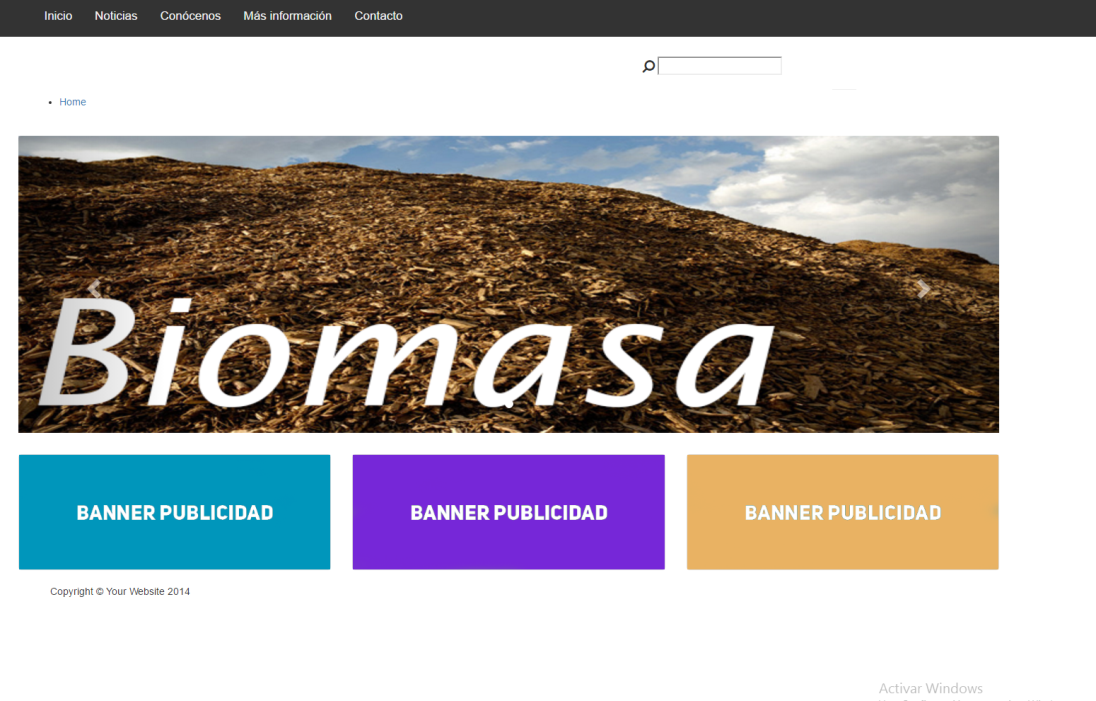 Inicio Noticias Conócenos Más información Contacto
Home
Biomasa
BANNER PUBLICIDAD BANNER PUBLICIDAD BANNER PUBLICIDAD
Copyright © Your Website 2014
Activar Windows